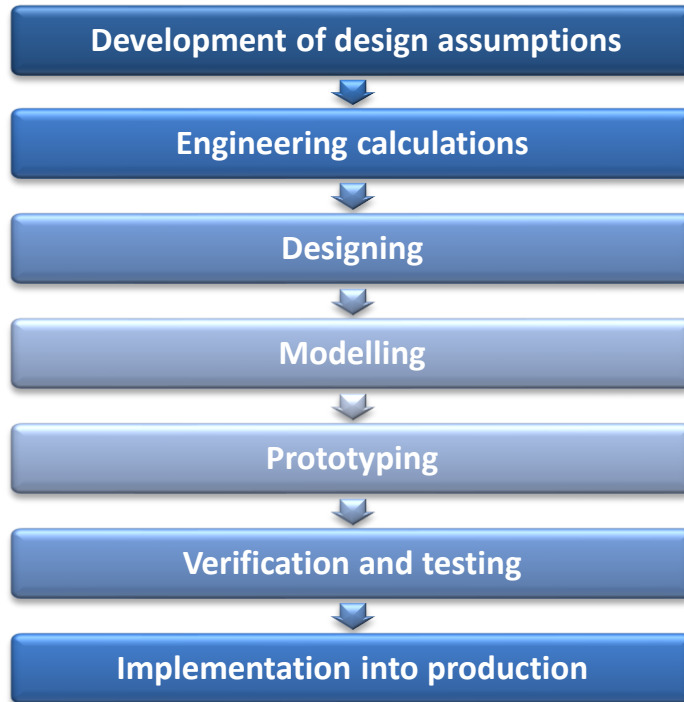 Development of design assumptions
Engineering calculations
Designing
Modelling
Prototyping
Verification and testing
Implementation into production